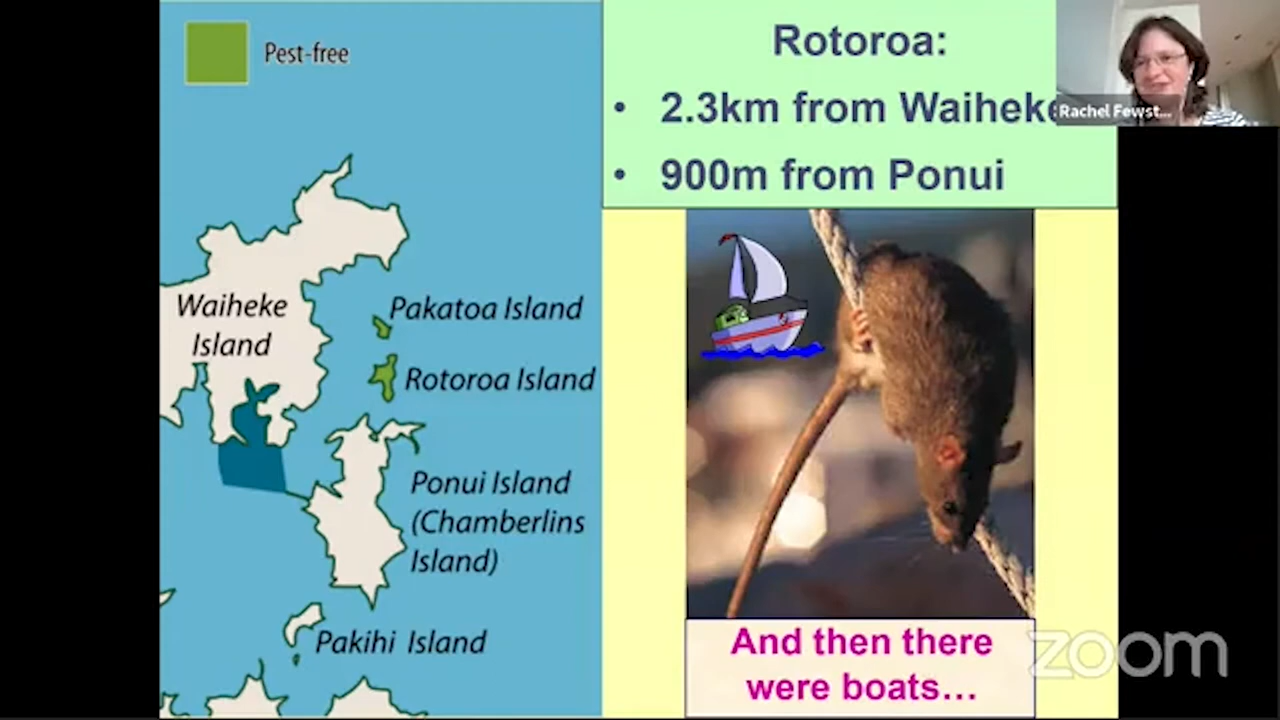 Pest-free
Waiheke
Island
Pakatoa Island
Rotoroa Island
Ponui Island
(Chamberlins
Island)
Pakihi Island
Rotoroa:
• 2.3km from Waiheke
• 900m from Ponui
Rachel Fewst...
And then there
were boats...
zoom